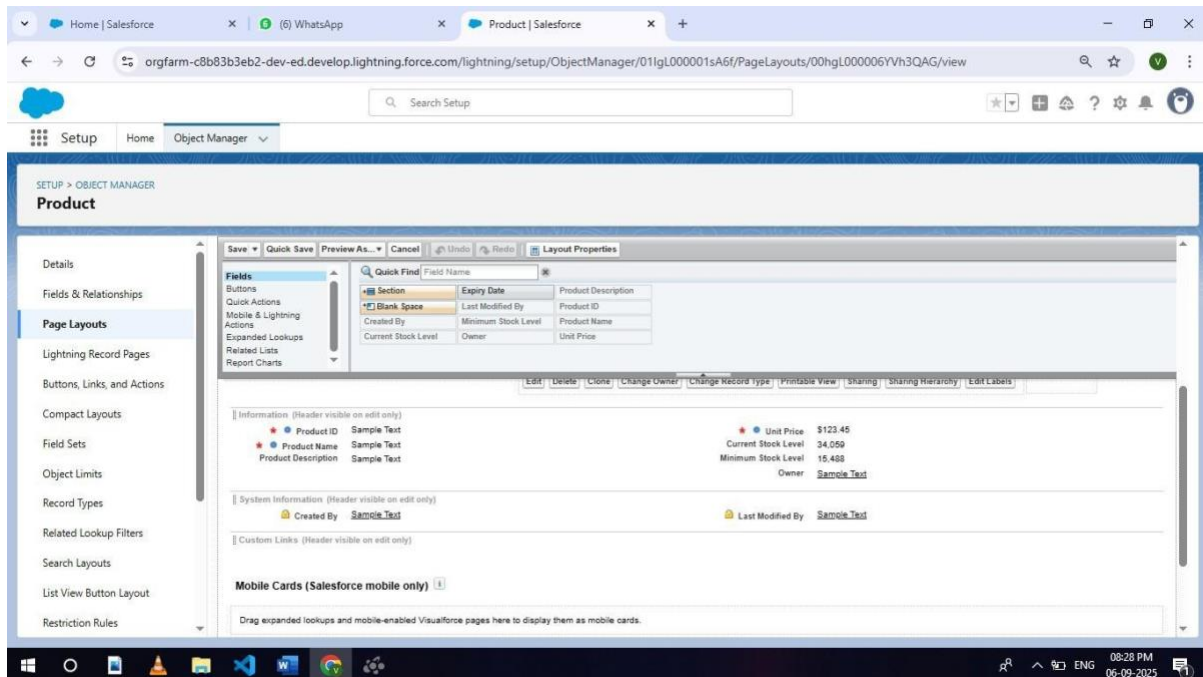 Home | Salesforce
(6) WhatsApp
Product | Salesforce
orgfarm-c8b83b3eb2-dev-ed.develop.lightning.force.com/lightning/setup/ObjectManager/01IgL000001sA6f/PageLayouts/00hgL000006YVh3QAG/view
V
Search Setup
Setup Home Object Manager
SETUP > OBJECT MANAGER
Product
Details
Fields & Relationships
Page Layouts
Lightning Record Pages
Buttons, Links, and Actions
Compact Layouts
Field Sets
Object Limits
Record Types
Related Lookup Filters
Search Layouts
List View Button Layout
Restriction Rules
Save Quick Save Preview As... Cancel Undo Redo Layout Properties
Fields
Buttons
Quick Actions
Mobile & Lightning
Actions
Expanded Lookups
Related Lists
Report Charts
Quick Find Field Name
Section Expiry Date Product Description
Blank Space Last Modified By Product ID
Created By Minimum Stock Level Product Name
Current Stock Level Owner Unit Price
Edit Delete Clone Change Owner Change Record Type Printable View Sharing Sharing Hierarchy Edit Labels
Information (Header visible on edit only)
Product ID Sample Text Unit Price $123.45
Product Name Sample Text Current Stock Level 34,059
Product Description Sample Text Minimum Stock Level 15,488
Owner Sample Text
System Information (Header visible on edit only)
Created By Sample Text Last Modified By Sample Text
Custom Links (Header visible on edit only)
Mobile Cards (Salesforce mobile only)
Drag expanded lookups and mobile-enabled Visualforce pages here to display them as mobile cards.
ENG
08:28 PM
06-09-2025